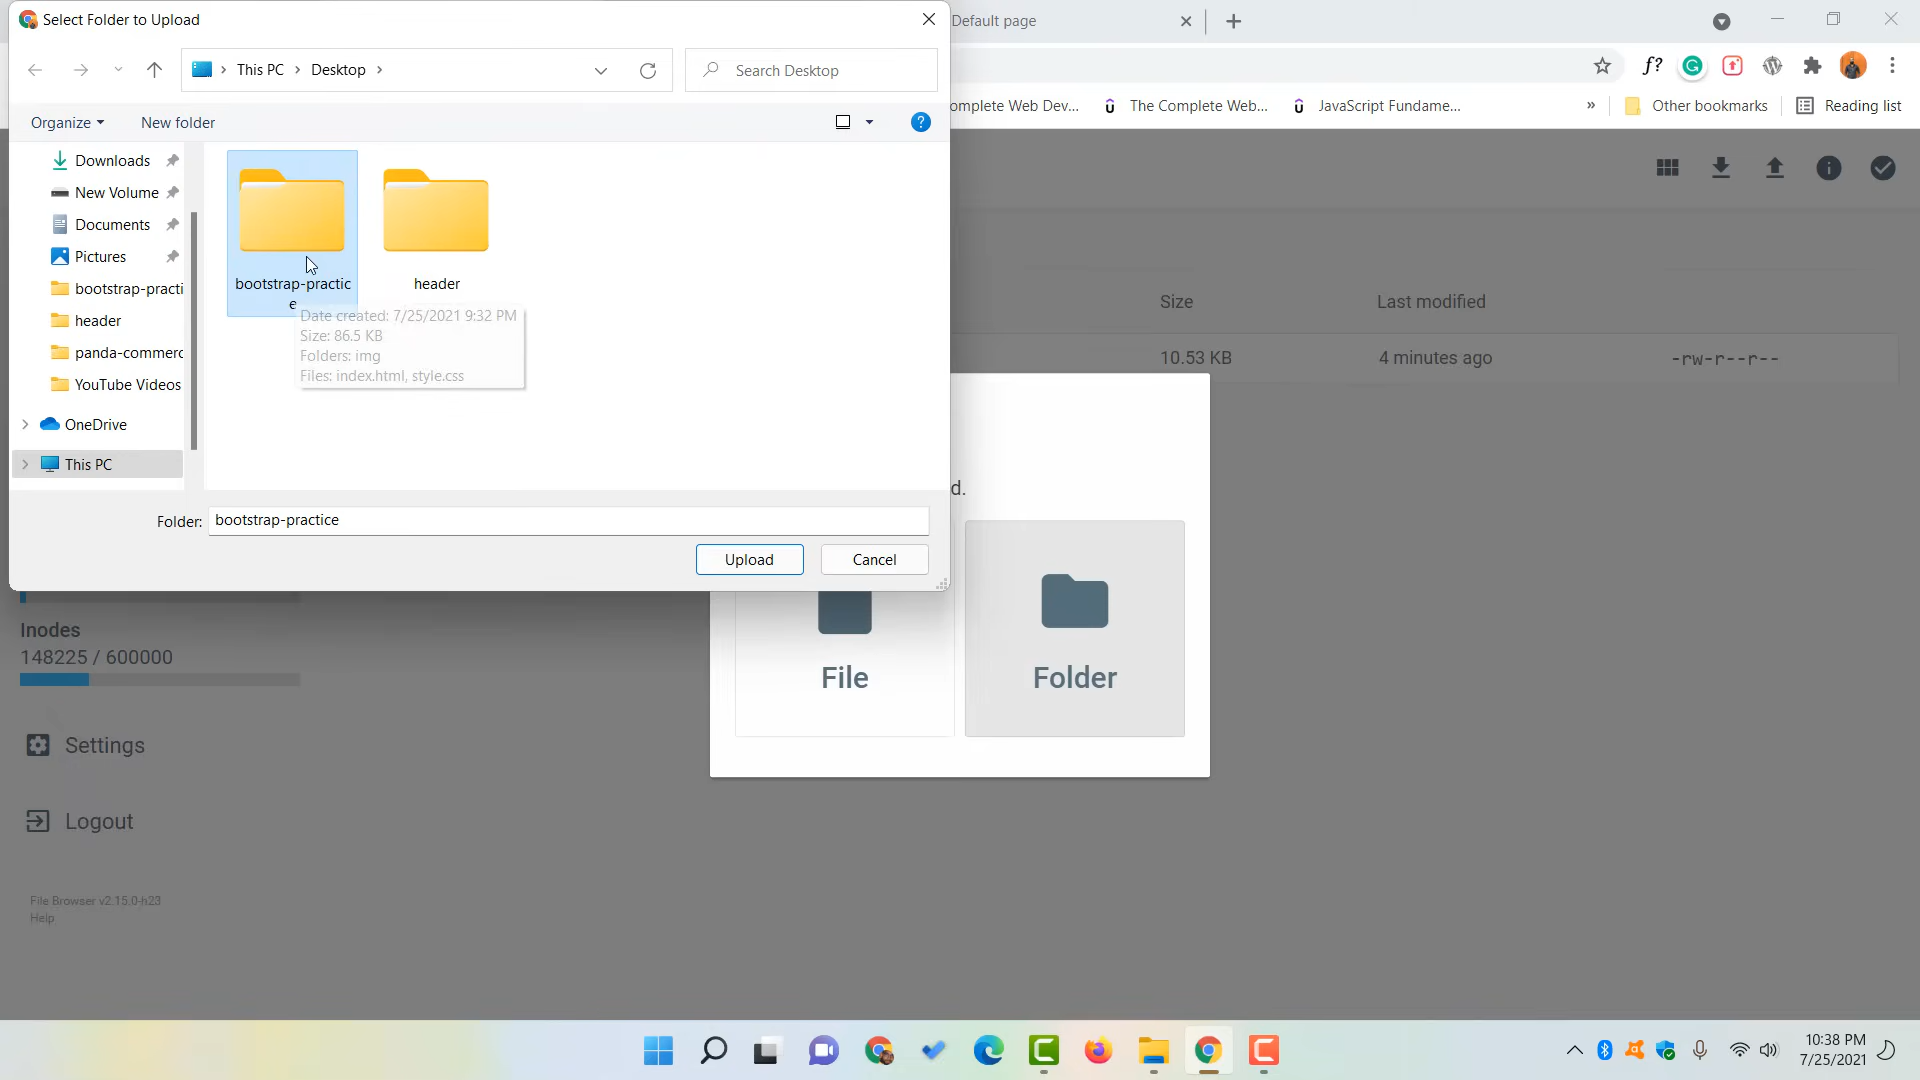 Select Folder to Upload
Default page
This PC
Desktop
Search Desktop
omplete Web Dev...
The Complete Web...
JavaScript Fundame...
»
Other bookmarks
Reading list
f?
Organize
New folder
Downloads
New Volume
Documents
Pictures
bootstrap-practi
header
panda-commerc
YouTube Videos
OneDrive
This PC
bootstrap-practic
e
header
Date created: 7/25/2021 9:32 PM
Size: 86.5 KB
Folders: img
Files: index.html, style.css
Size
Last modified
10.53 KB
4 minutes ago
-rw-r--r--
d.
Folder:
bootstrap-practice
Upload
Cancel
File
Folder
Inodes
148225 / 600000
Settings
Logout
File Browser v2.15.0-h23
Help
10:38 PM
7/25/2021